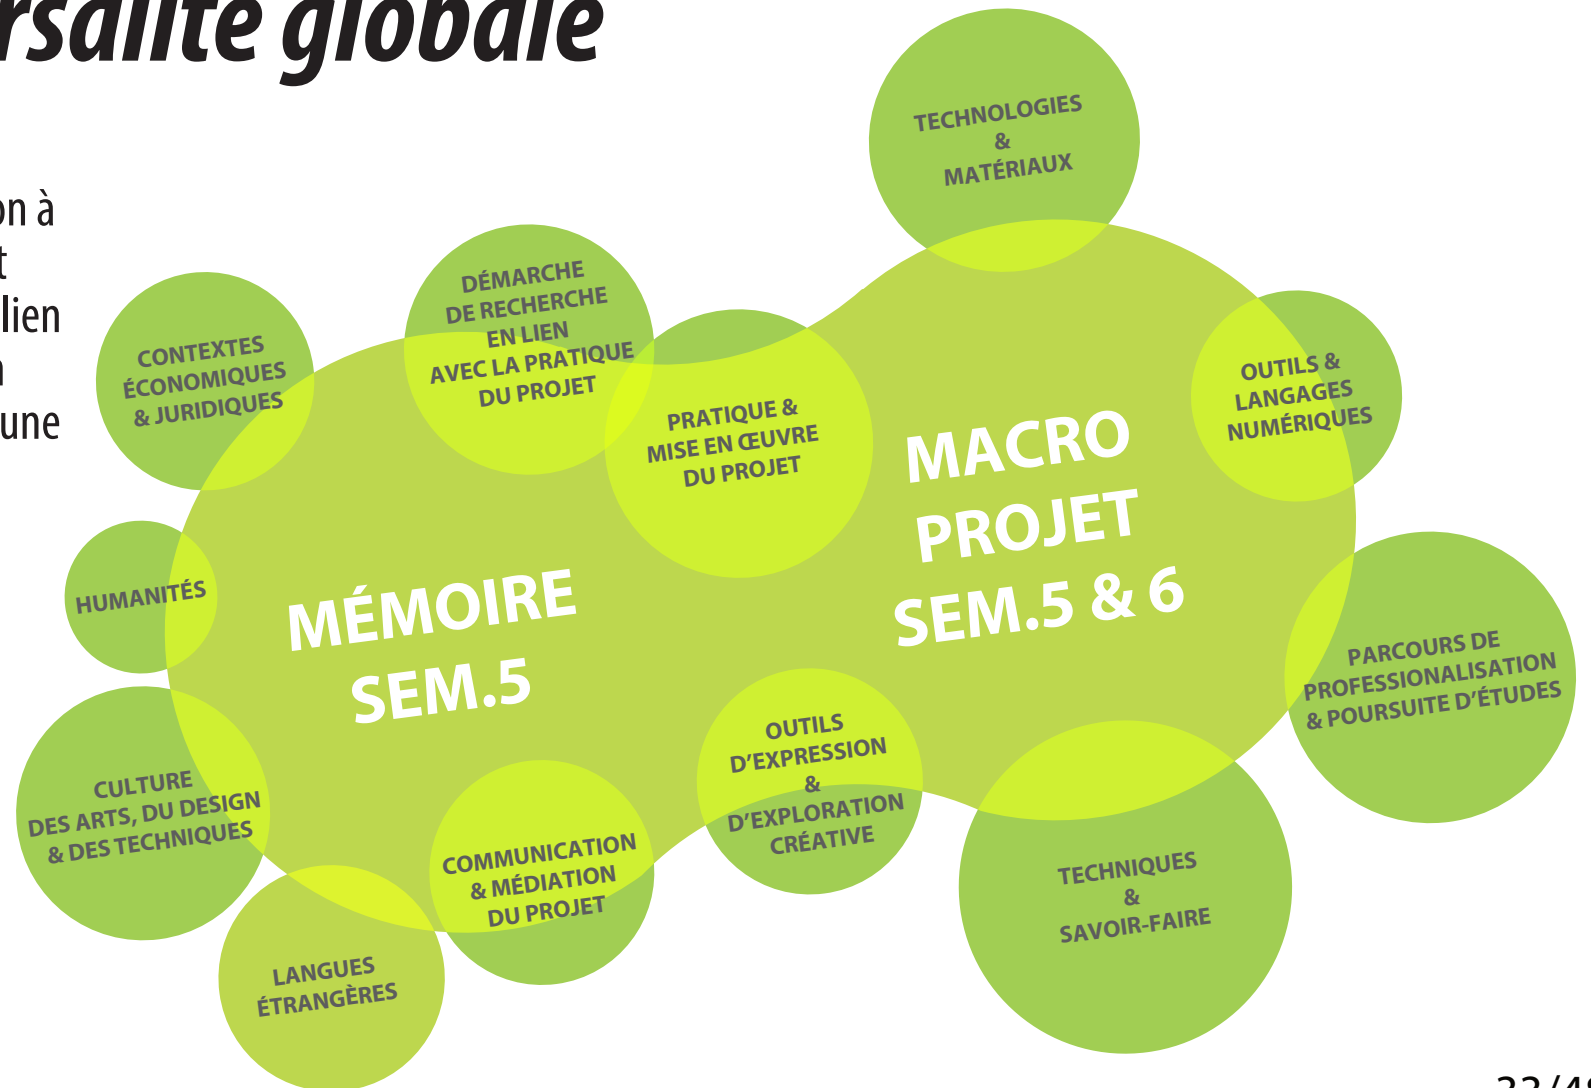 rsalité globale
on à
t
lien
une
TECHNOLOGIES
&
MATÉRIAUX
DÉMARCHE
DE RECHERCHE
EN LIEN
AVEC LA PRATIQUE
DU PROJET
CONTEXTES
ÉCONOMIQUES
& JURIDIQUES
PRATIQUE &
MISE EN ŒUVRE
DU PROJET
OUTILS &
LANGAGES
NUMÉRIQUES
MACRO
PROJET
SEM.5 & 6
HUMANITÉS
MÉMOIRE
SEM.5
PARCOURS DE
PROFESSIONALISATION
& POURSUITE D’ÉTUDES
OUTILS
D’EXPRESSION
&
D’EXPLORATION
CRÉATIVE
CULTURE
DES ARTS, DU DESIGN
& DES TECHNIQUES
COMMUNICATION
& MÉDIATION
DU PROJET
TECHNIQUES
&
SAVOIR-FAIRE
LANGUES
ÉTRANGÈRES